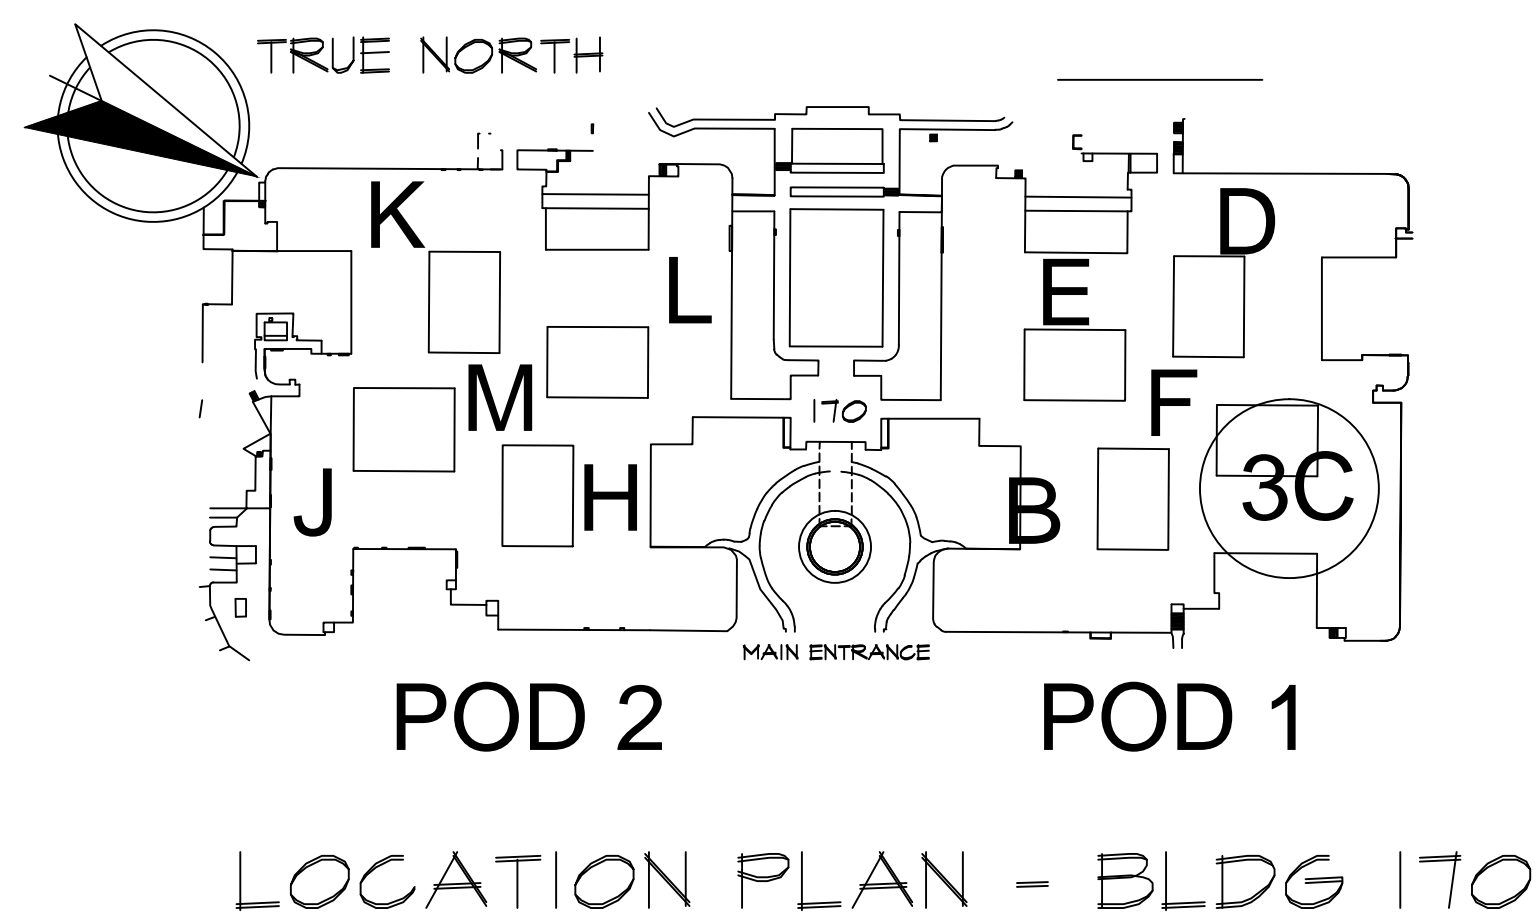 TRUE NORTH
K
D
L
E
M
170
F
J
H
B
3C
MAIN ENTRANCE
POD 2
POD 1
LOCATION PLAN - BLDG 170